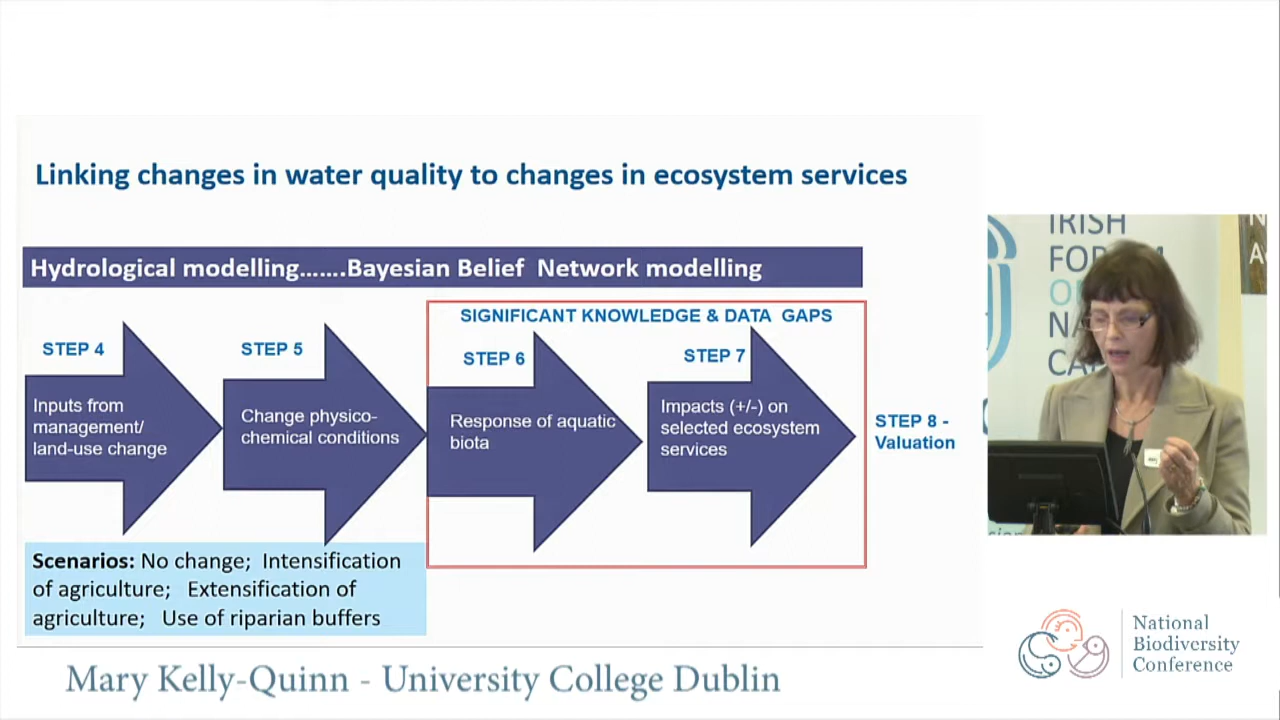 Linking changes in water quality to changes in ecosystem services
Hydrological modelling…….Bayesian Belief Network modelling
SIGNIFICANT KNOWLEDGE & DATA GAPS
STEP 4
Inputs from
management/
land-use change
STEP 5
Change physico-
chemical conditions
STEP 6
Response of aquatic
biota
STEP 7
Impacts (+/-) on
selected ecosystem
services
STEP 8 -
Valuation
Scenarios: No change; Intensification
of agriculture; Extensification of
agriculture; Use of riparian buffers
IRISH
Mary Kelly-Quinn - University College Dublin
National
Biodiversity
Conference